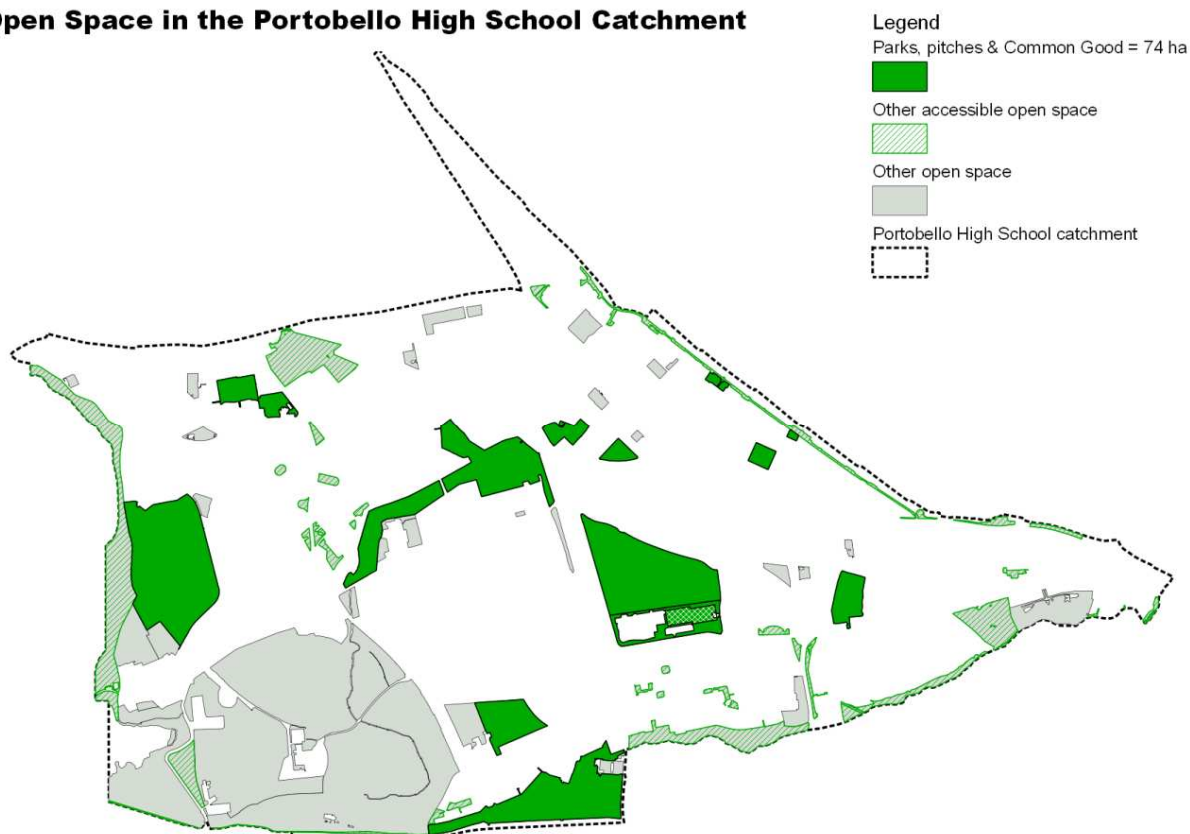 pen Space in the Portobello High School Catchment
Legend
Parks, pitches & Common Good = 74 ha
Other accessible open space
Other open space
Portobello High School catchment